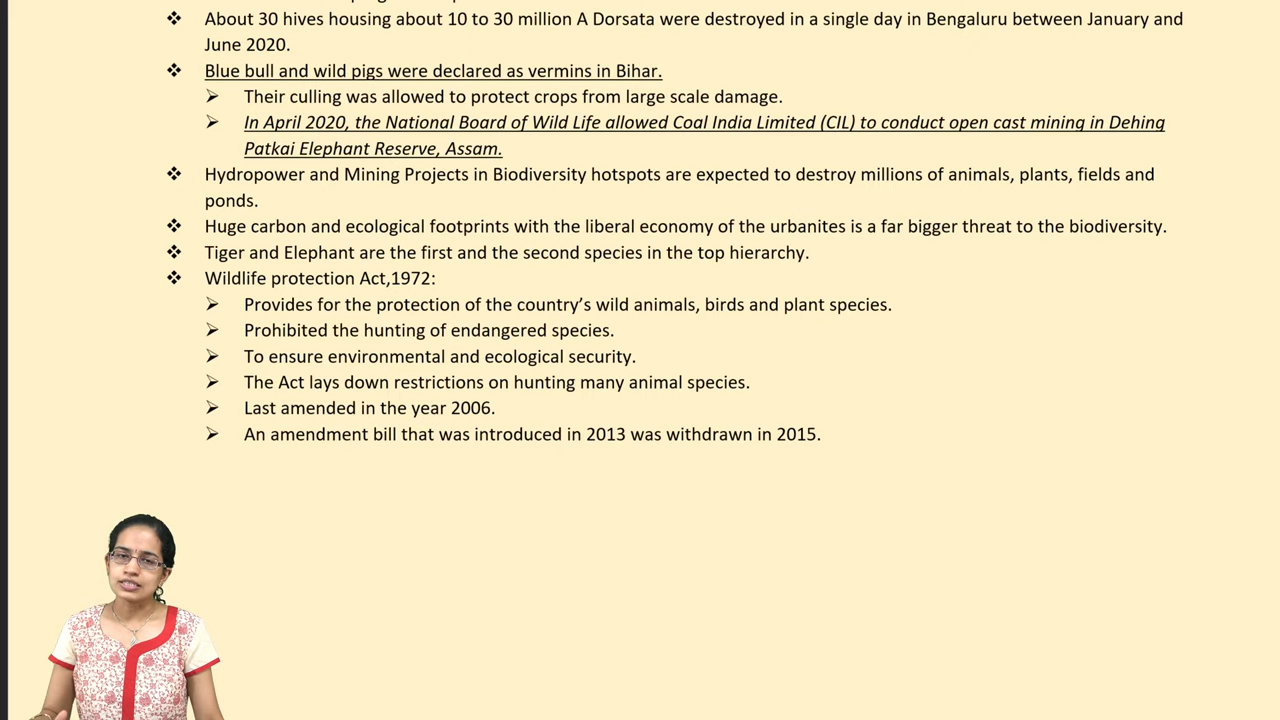 ❖ About 30 hives housing about 10 to 30 million A Dorsata were destroyed in a single day in Bengaluru between January and
June 2020.
❖ Blue bull and wild pigs were declared as vermins in Bihar.
➢ Their culling was allowed to protect crops from large scale damage.
➢ In April 2020, the National Board of Wild Life allowed Coal India Limited (CIL) to conduct open cast mining in Dehing
Patkai Elephant Reserve, Assam.
❖ Hydropower and Mining Projects in Biodiversity hotspots are expected to destroy millions of animals, plants, fields and
ponds.
❖ Huge carbon and ecological footprints with the liberal economy of the urbanites is a far bigger threat to the biodiversity.
❖ Tiger and Elephant are the first and the second species in the top hierarchy.
❖ Wildlife protection Act,1972:
➢ Provides for the protection of the country’s wild animals, birds and plant species.
➢ Prohibited the hunting of endangered species.
➢ To ensure environmental and ecological security.
➢ The Act lays down restrictions on hunting many animal species.
➢ Last amended in the year 2006.
➢ An amendment bill that was introduced in 2013 was withdrawn in 2015.